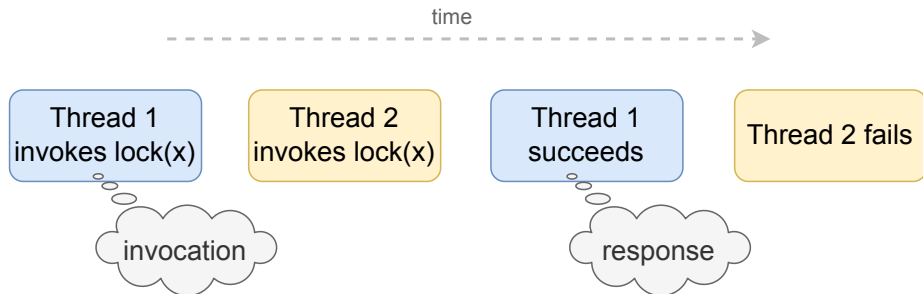 time
Thread 1
invokes lock(x)
Thread 2
invokes lock(x)
Thread 1
succeeds
Thread 2 fails
invocation
response